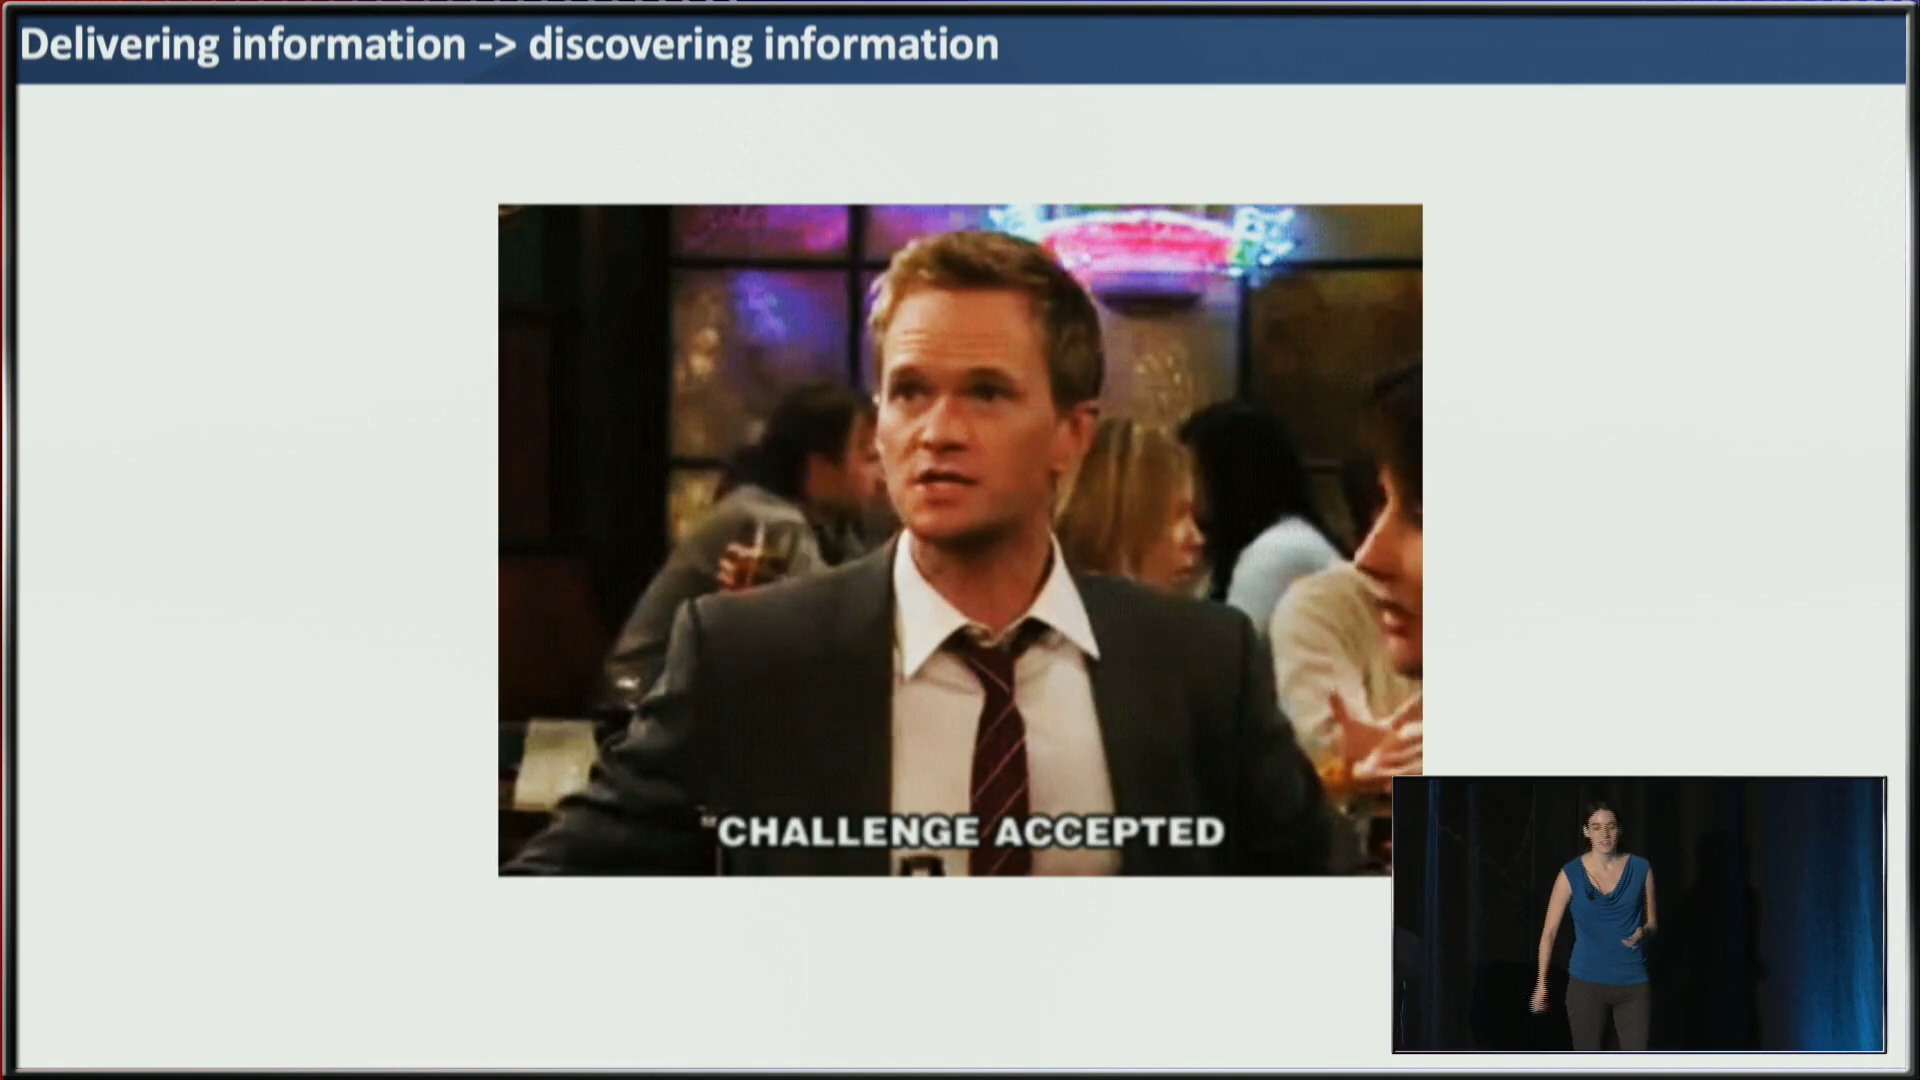 Delivering information -> discovering information
"CHALLENGE ACCEPTED